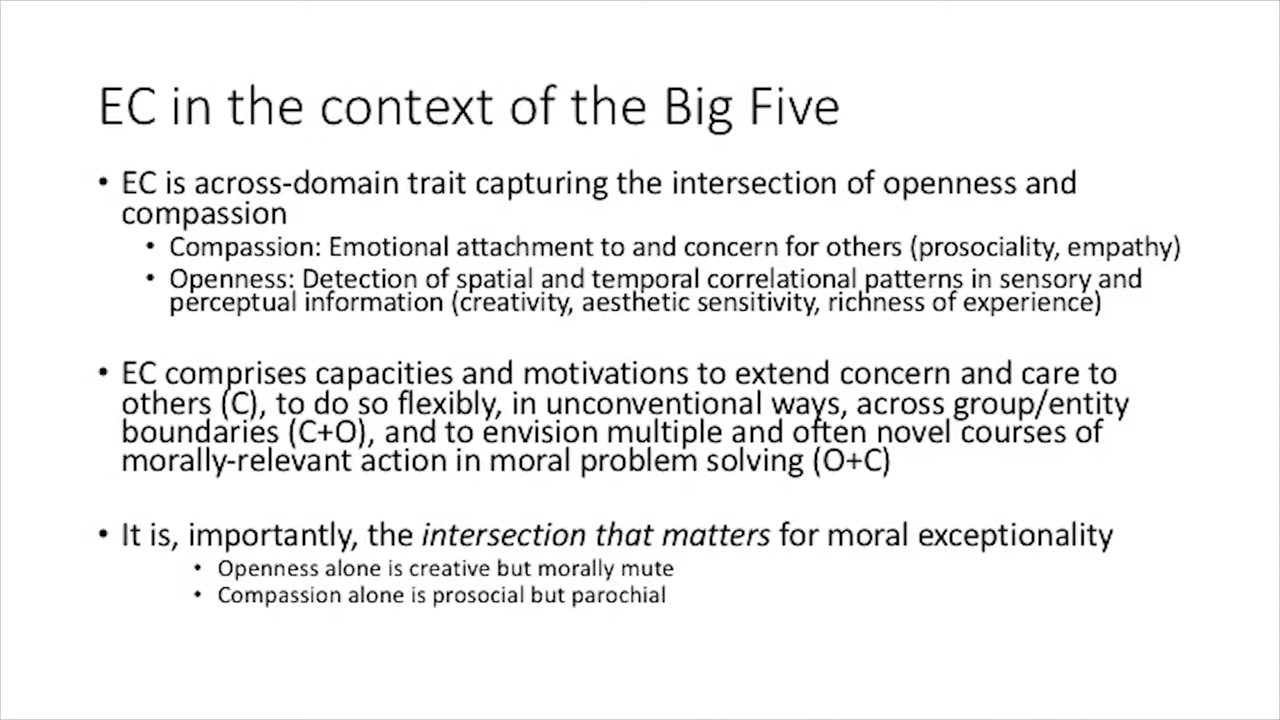 EC in the context of the Big Five
• EC is across-domain trait capturing the intersection of openness and
compassion
• Compassion: Emotional attachment to and concern for others (prosociality, empathy)
• Openness: Detection of spatial and temporal correlational patterns in sensory and
perceptual information (creativity, aesthetic sensitivity, richness of experience)
• EC comprises capacities and motivations to extend concern and care to
others (C), to do so flexibly, in unconventional ways, across group/entity
boundaries (C+O), and to envision multiple and often novel courses of
morally-relevant action in moral problem solving (O+C)
• It is, importantly, the intersection that matters for moral exceptionality
• Openness alone is creative but morally mute
• Compassion alone is prosocial but parochial